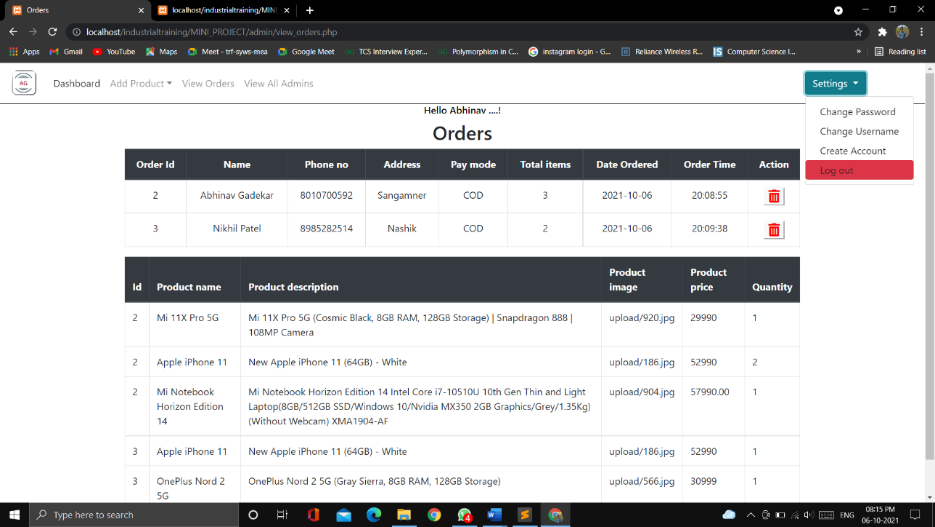 Orders
localhost/industrialtraining/MINI
localhost/industrialtraining/MINI_PROJECT/admin/view_orders.php
Apps
Gmail
YouTube
Maps
Meet - trf-syws-mea
Google Meet
TCS Interview Exper...
Polymorphism in C...
Instagram login - G...
Reliance Wireless R...
IS
Computer Science I...
»
Reading list
AG
Dashboard
Add Product
View Orders
View All Admins
Settings
Change Password
Change Username
Create Account
Log out
Hello Abhinav ....!
Orders
Order Id Name Phone no Address Pay mode Total items Date Ordered Order Time Action
2 Abhinav Gadekar 8010700592 Sangamner COD 3 2021-10-06 20:08:55
3 Nikhil Patel 8985282514 Nashik COD 2 2021-10-06 20:09:38
Product Product
Id Product name Product description image price Quantity
2 Mi 11X Pro 5G Mi 11X Pro 5G (Cosmic Black, 8GB RAM, 128GB Storage) | Snapdragon 888 | upload/920.jpg 29990 1
108MP Camera
2 Apple iPhone 11 New Apple iPhone 11 (64GB) - White upload/186.jpg 52990 2
2 Mi Notebook Mi Notebook Horizon Edition 14 Intel Core i7-10510U 10th Gen Thin and Light upload/904.jpg 57990.00 1
Horizon Edition Laptop(8GB/512GB SSD/Windows 10/Nvidia MX350 2GB Graphics/Grey/1.35Kg)
14 (Without Webcam) XMA1904-AF
3 Apple iPhone 11 New Apple iPhone 11 (64GB) - White upload/186.jpg 52990 1
3 OnePlus Nord 2 OnePlus Nord 2 5G (Gray Sierra, 8GB RAM, 128GB Storage) upload/566.jpg 30999 1
5G
Type here to search
4
ENG
08:15 PM
06-10-2021